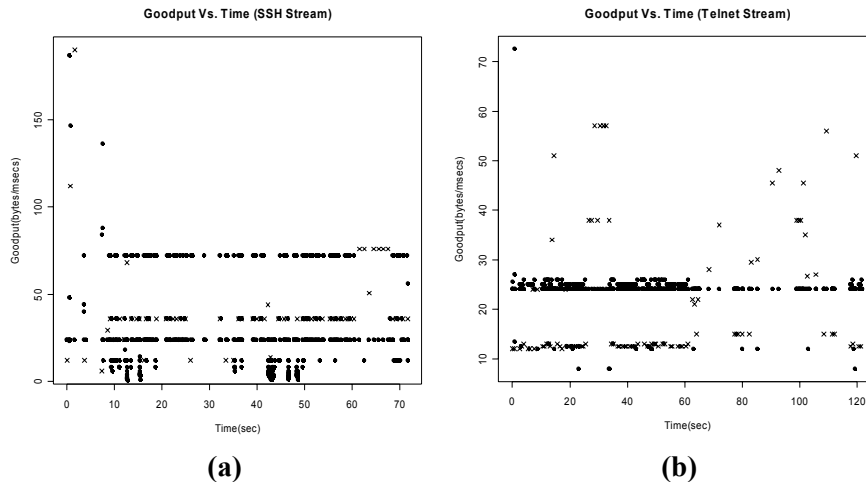 Goodput Vs. Time (SSH Stream)
Goodput(bytes/msecs)
150
100
50
0
0 10 20 30 40 50 60 70
Time(sec)
(a)
Goodput Vs. Time (Telnet Stream)
Goodput(bytes/msecs)
70
60
50
40
30
20
10
0 20 40 60 80 100 120
Time(sec)
(b)